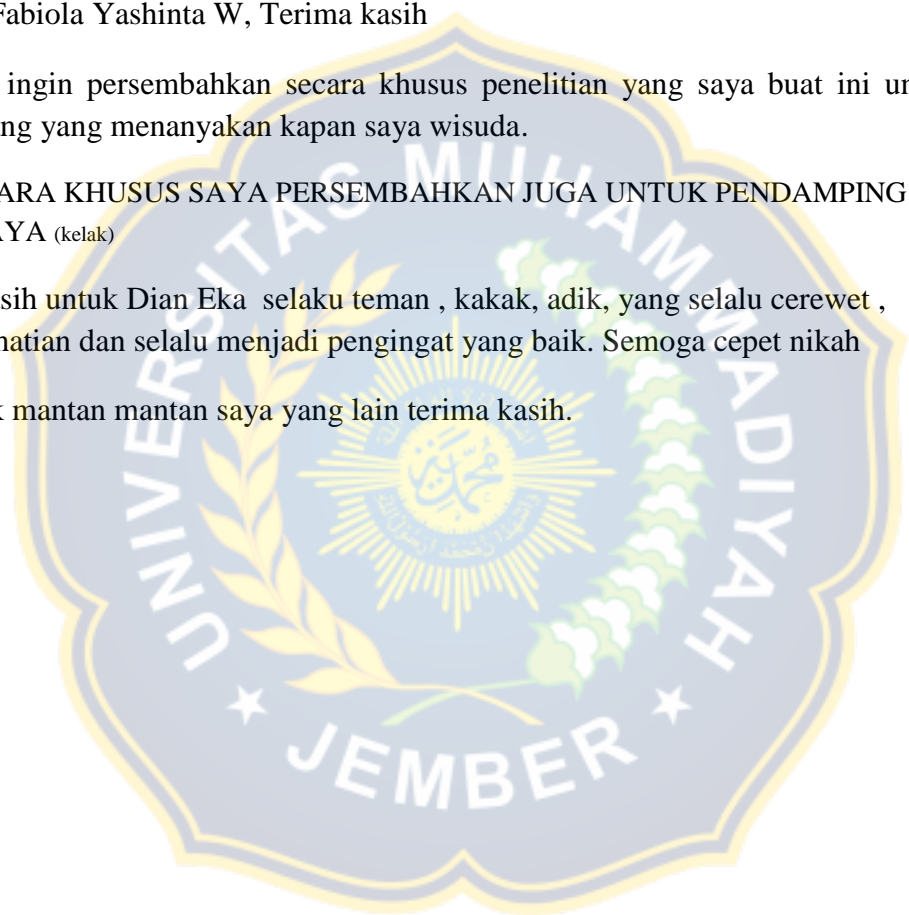 Fabiola Yashinta W, Terima kasih
ingin persembahkan secara khusus penelitian yang saya buat ini un
ng yang menanyakan kapan saya wisuda.
ARA KHUSUS SAYA PERSEMBAHKAN JUGA UNTUK PENDAMPING
AYA (kelak)
sih untuk Dian Eka selaku teman , kakak, adik, yang selalu cerewet ,
hatian dan selalu menjadi pengingat yang baik. Semoga cepet nikah
k mantan mantan saya yang lain terima kasih.
UNIVERSITAS MUHAMMADIYAH
JEMBER